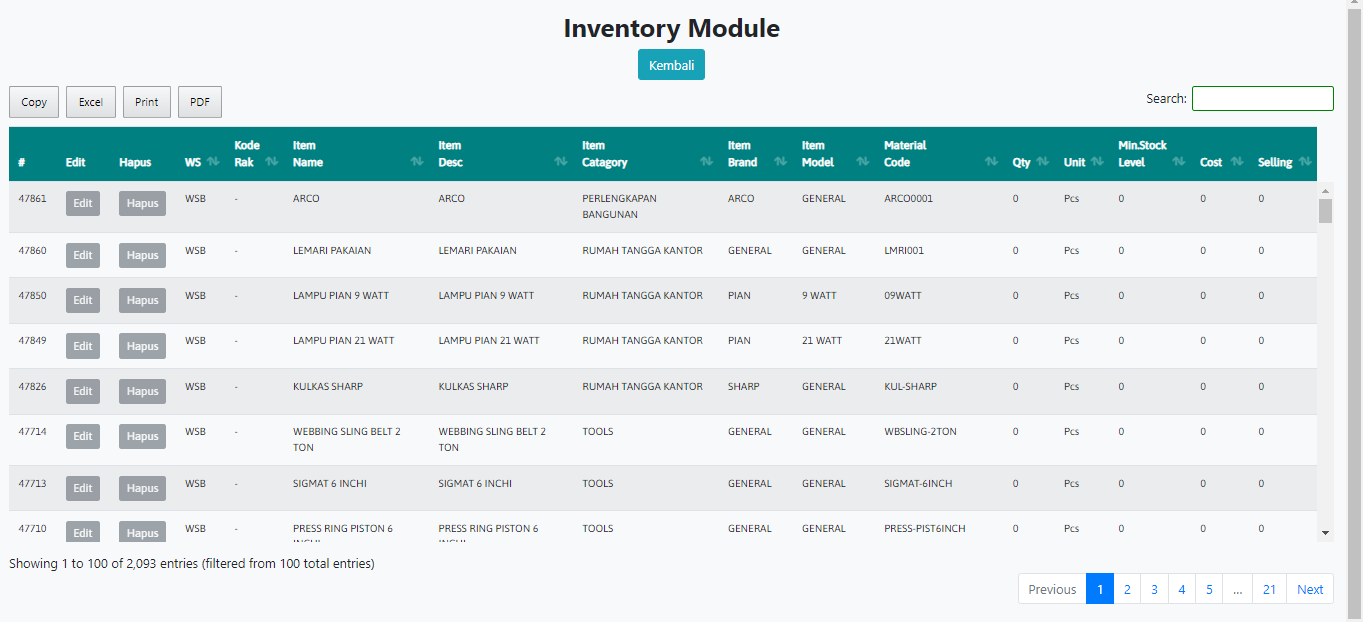 Inventory Module
Kembali
Copy Excel Print PDF Search:
# Edit Hapus WS Kode Rak Item Name Item Desc Item Catagory Item Brand Item Model Material Code Qty Unit Min.Stock Level Cost Selling
47861 Edit Hapus WSB - ARCO ARCO PERLENGKAPAN BANGUNAN ARCO GENERAL ARCO0001 0 Pcs 0 0 0
47860 Edit Hapus WSB - LEMARI PAKAIAN LEMARI PAKAIAN RUMAH TANGGA KANTOR GENERAL GENERAL LMRI001 0 Pcs 0 0 0
47850 Edit Hapus WSB - LAMPU PIAN 9 WATT LAMPU PIAN 9 WATT RUMAH TANGGA KANTOR PIAN 9 WATT 09WATT 0 Pcs 0 0 0
47849 Edit Hapus WSB - LAMPU PIAN 21 WATT LAMPU PIAN 21 WATT RUMAH TANGGA KANTOR PIAN 21 WATT 21WATT 0 Pcs 0 0 0
47826 Edit Hapus WSB - KULKAS SHARP KULKAS SHARP RUMAH TANGGA KANTOR SHARP GENERAL KUL-SHARP 0 Pcs 0 0 0
47714 Edit Hapus WSB - WEBBING SLING BELT 2 TON WEBBING SLING BELT 2 TON TOOLS GENERAL GENERAL WBSLING-2TON 0 Pcs 0 0 0
47713 Edit Hapus WSB - SIGMAT 6 INCHI SIGMAT 6 INCHI TOOLS GENERAL GENERAL SIGMAT-6INCH 0 Pcs 0 0 0
47710 Edit Hapus WSB - PRESS RING PISTON 6 PRESS RING PISTON 6 TOOLS GENERAL GENERAL PRESS-PIST6INCH 0 Pcs 0 0 0
Showing 1 to 100 of 2,093 entries (filtered from 100 total entries)
Previous 1 2 3 4 5 ... 21 Next